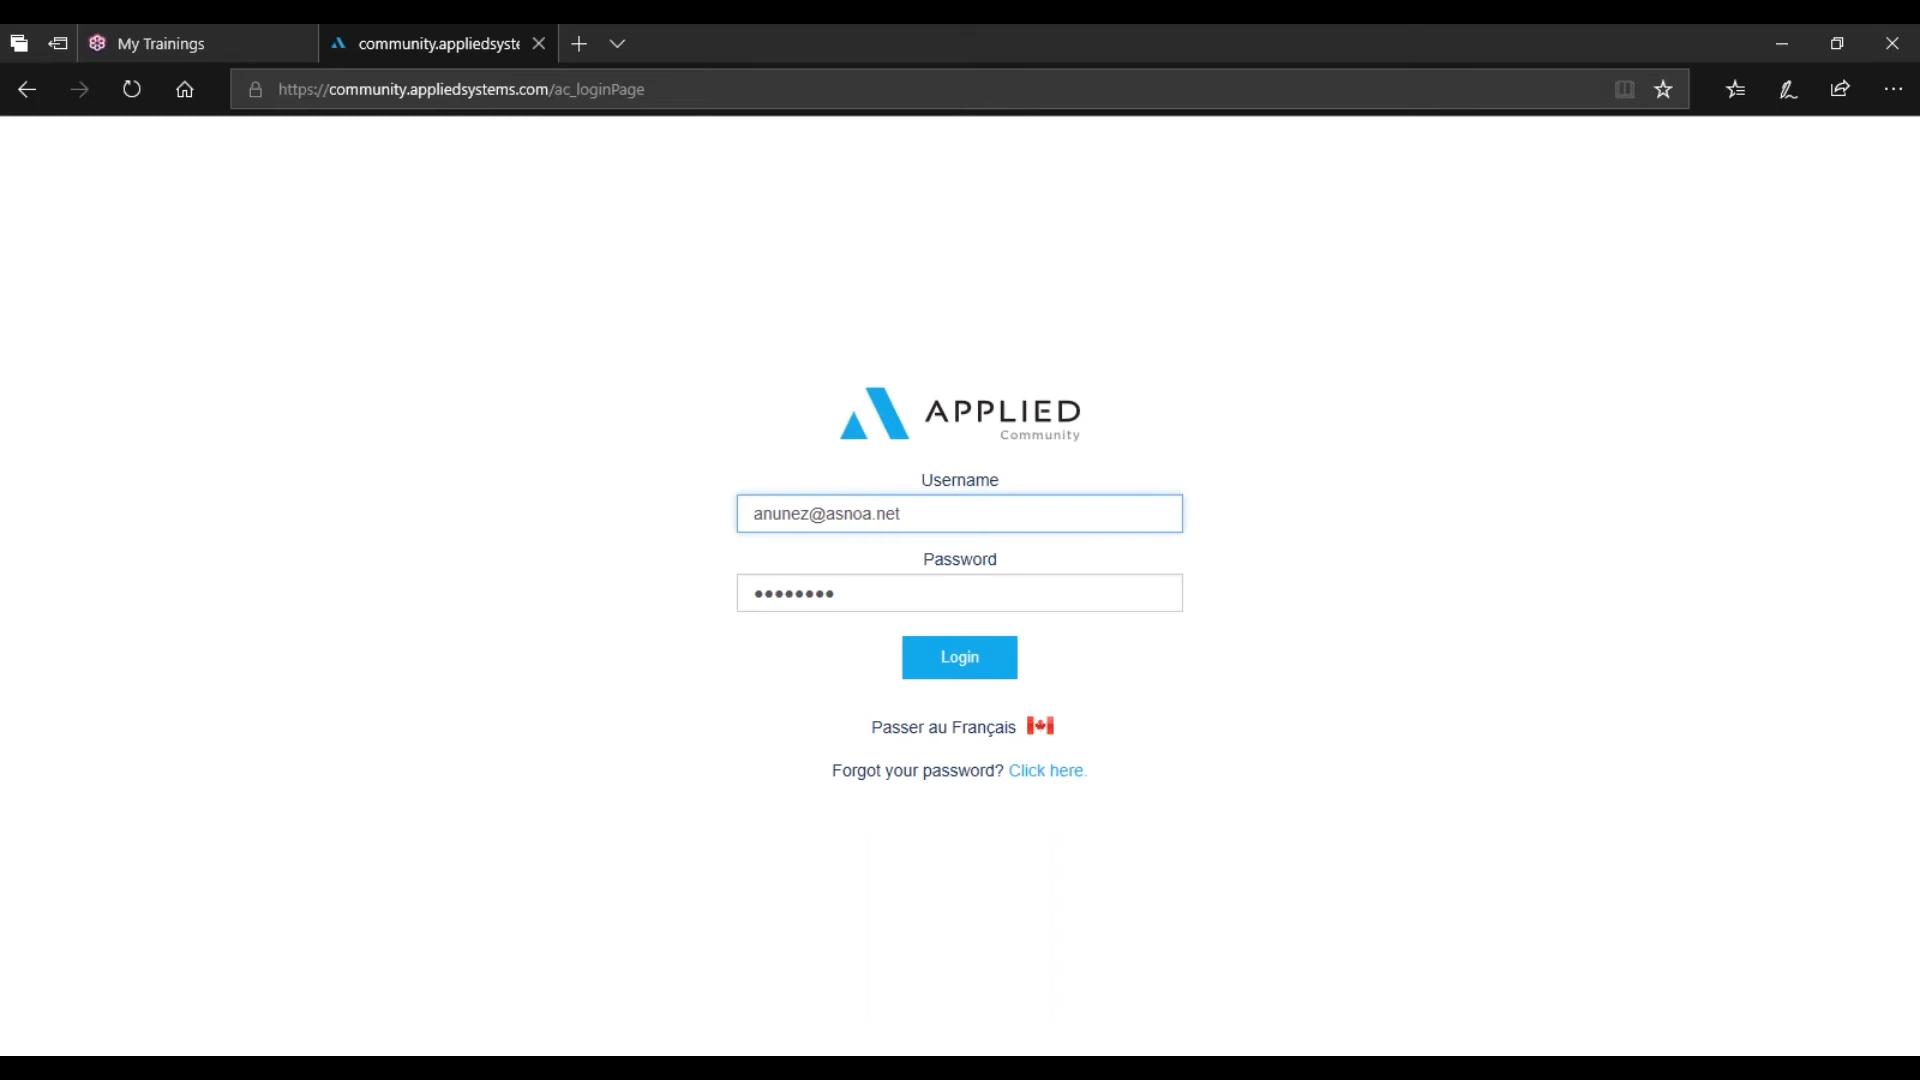 My Trainings
community.appliedsyste
https://community.appliedsystems.com/ac_loginPage
APPLIED
Community
Username
anunez@asnoa.net
Password
••••••••
Login
Passer au Français
Forgot your password? Click here.